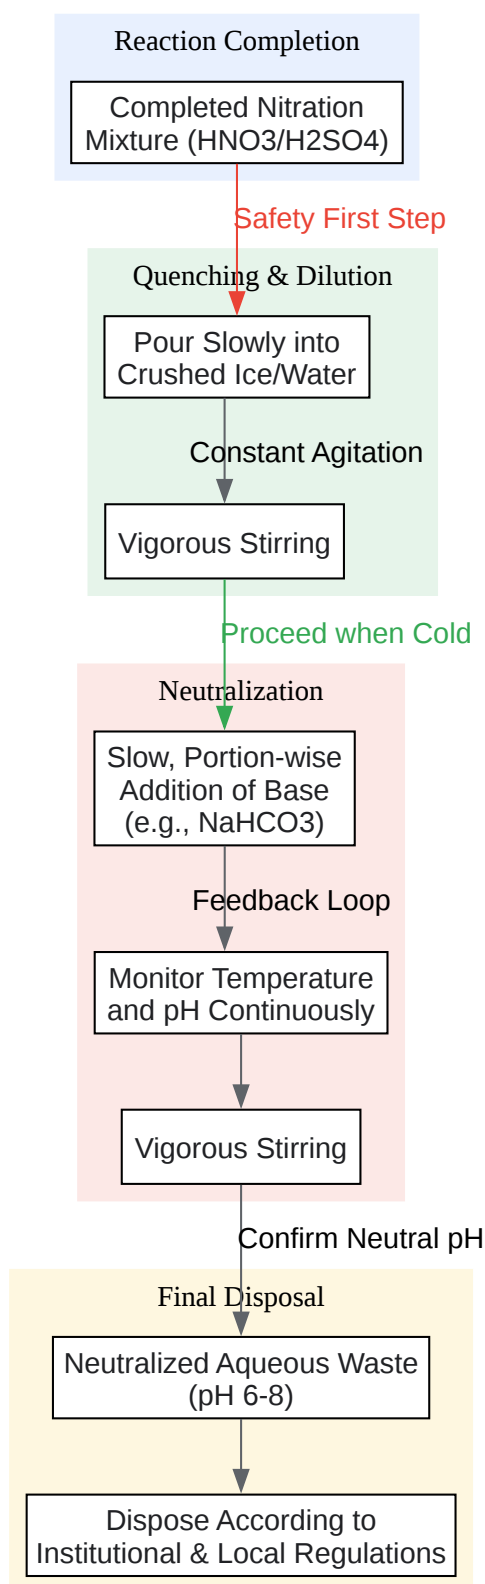 Reaction Completion
Completed Nitration
Mixture (HNO3/H2SO4)
Safety First Step
Quenching & Dilution
Pour Slowly into
Crushed Ice/Water
Constant Agitation
Vigorous Stirring
Proceed when Cold
Neutralization
Slow, Portion-wise
Addition of Base
(e.g., NaHCO3)
Feedback Loop
Monitor Temperature
and pH Continuously
Vigorous Stirring
Confirm Neutral pH
Final Disposal
Neutralized Aqueous Waste
(pH 6-8)
Dispose According to
Institutional & Local Regulations